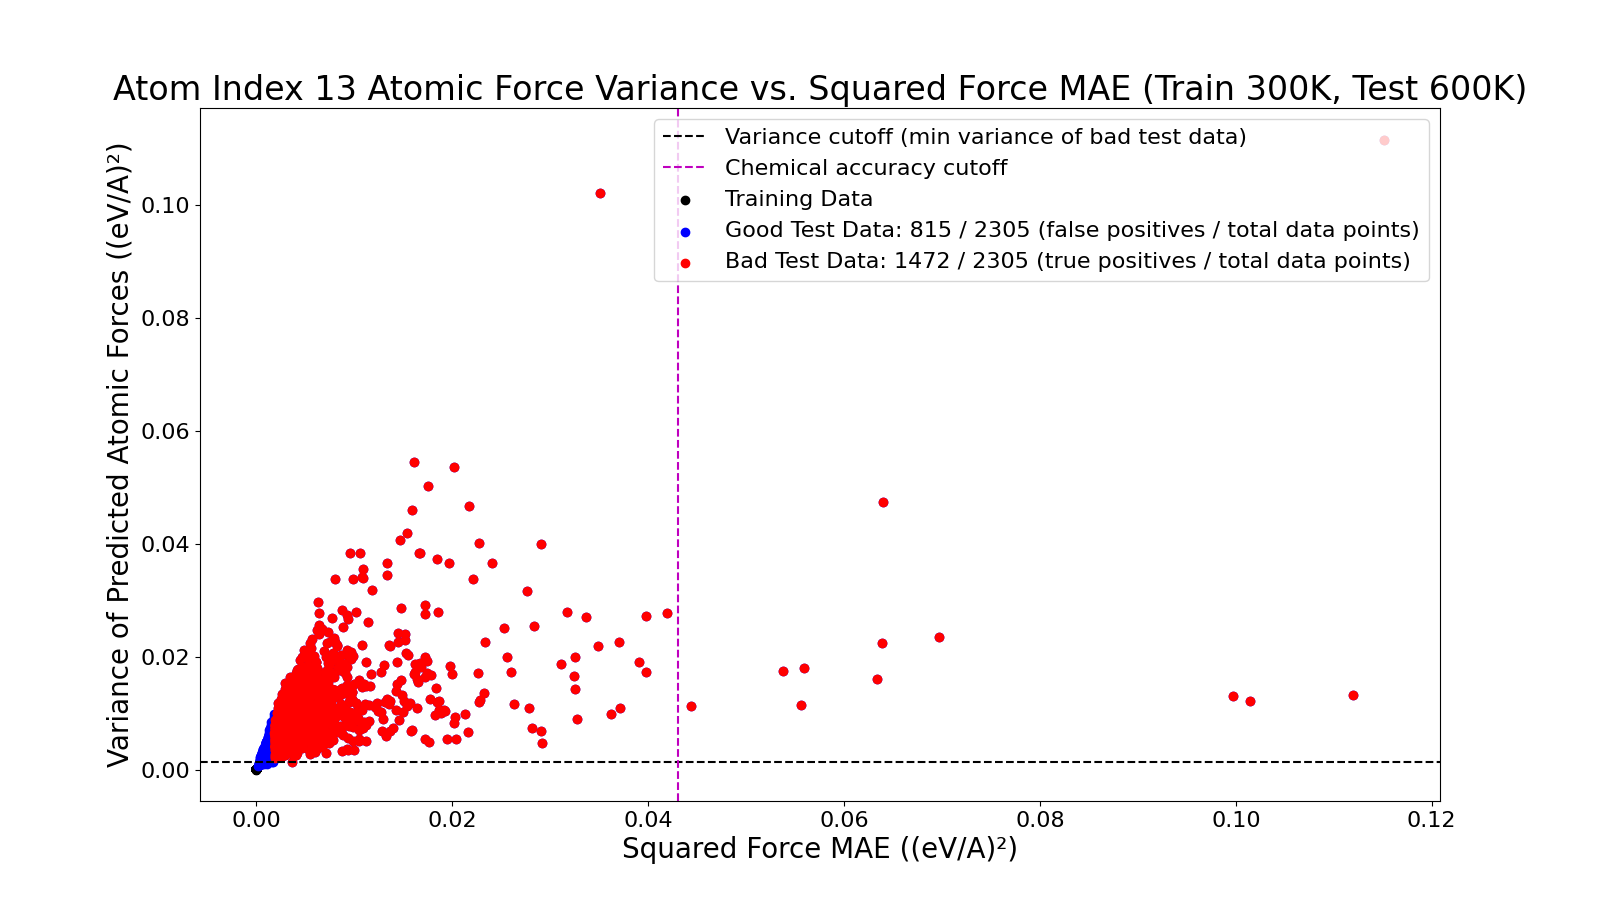 Atom Index 13 Atomic Force Variance vs. Squared Force MAE (Train 300K, Test 600K)
Variance cutoff (min variance of bad test data)
Chemical accuracy cutoff
Training Data
Good Test Data: 815 / 2305 (false positives / total data points)
Bad Test Data: 1472 / 2305 (true positives / total data points)
Variance of Predicted Atomic Forces ((eV/A)²)
0.10
0.08
0.06
0.04
0.02
0.00
0.00 0.02 0.04 0.06 0.08 0.10 0.12
Squared Force MAE ((eV/A)²)